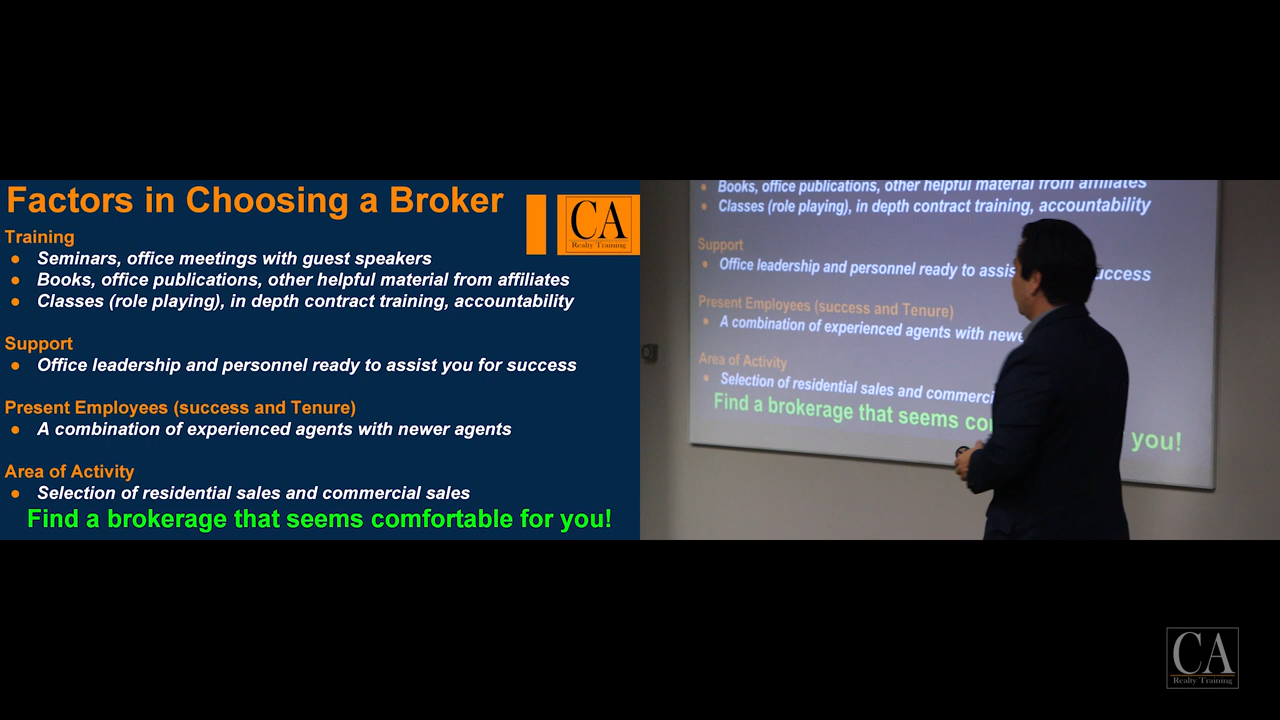 Factors in Choosing a Broker
CA
Realty Training
Training
● Seminars, office meetings with guest speakers
● Books, office publications, other helpful material from affiliates
● Classes (role playing), in depth contract training, accountability
Support
● Office leadership and personnel ready to assist you for success
Present Employees (success and Tenure)
● A combination of experienced agents with newer agents
Area of Activity
● Selection of residential sales and commercial sales
Find a brokerage that seems comfortable for you!
● Books, office publications, other helpful material from affiliates
● Classes (role playing), in depth contract training, accountability
Support
● Office leadership and personnel ready to assis uccess
Present Employees (success and Tenure)
● A combination of experienced agents with newe
Area of Activity
● Selection of residential sales and commerci
Find a brokerage that seems co you!
CA
Realty Training